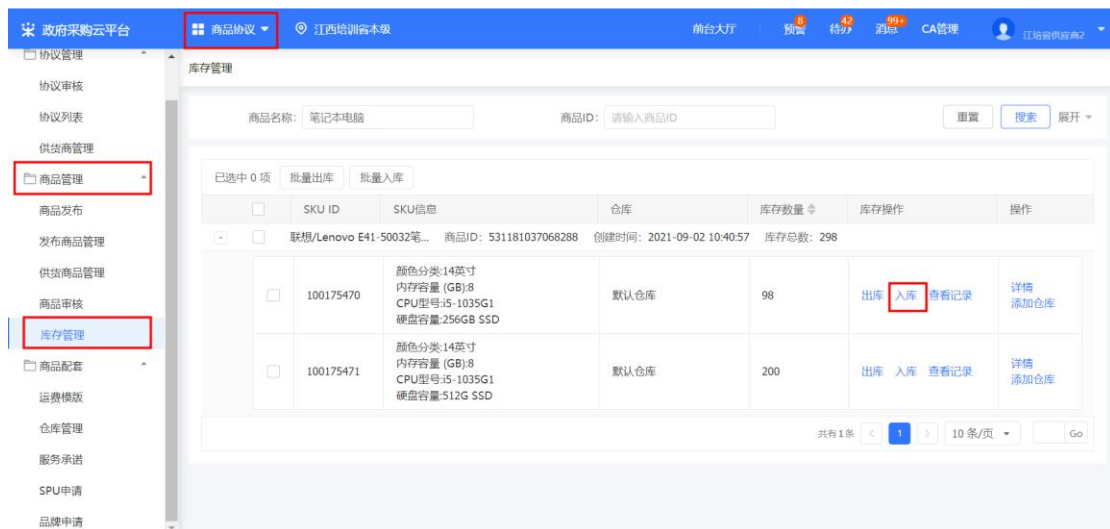 政府采购云平台 商品协议 江西培训省本级 前台大厅 预警 8 待办 42 消息 99+ CA管理 江培省供应商2
协议管理
协议审核
协议列表
供货商管理
商品管理
商品发布
发布商品管理
供货商品管理
商品审核
库存管理
商品配套
运费模版
仓库管理
服务承诺
SPU申请
品牌申请
库存管理
商品名称: 笔记本电脑 商品ID: 请输入商品ID 重置 搜索 展开
已选中 0 项 批量出库 批量入库
SKU ID SKU信息 仓库 库存数量 库存操作 操作
- 联想/Lenovo E41-50032笔... 商品ID: 531181037068288 创建时间: 2021-09-02 10:40:57 库存总数: 298
100175470
颜色分类:14英寸
内存容量 (GB):8
CPU型号:i5-1035G1
硬盘容量:256GB SSD
默认仓库 98 出库 入库 查看记录
详情
添加仓库
100175471
颜色分类:14英寸
内存容量 (GB):8
CPU型号:i5-1035G1
硬盘容量:512G SSD
默认仓库 200 出库 入库 查看记录
详情
添加仓库
共有1条 < 1 > 10 条/页 Go